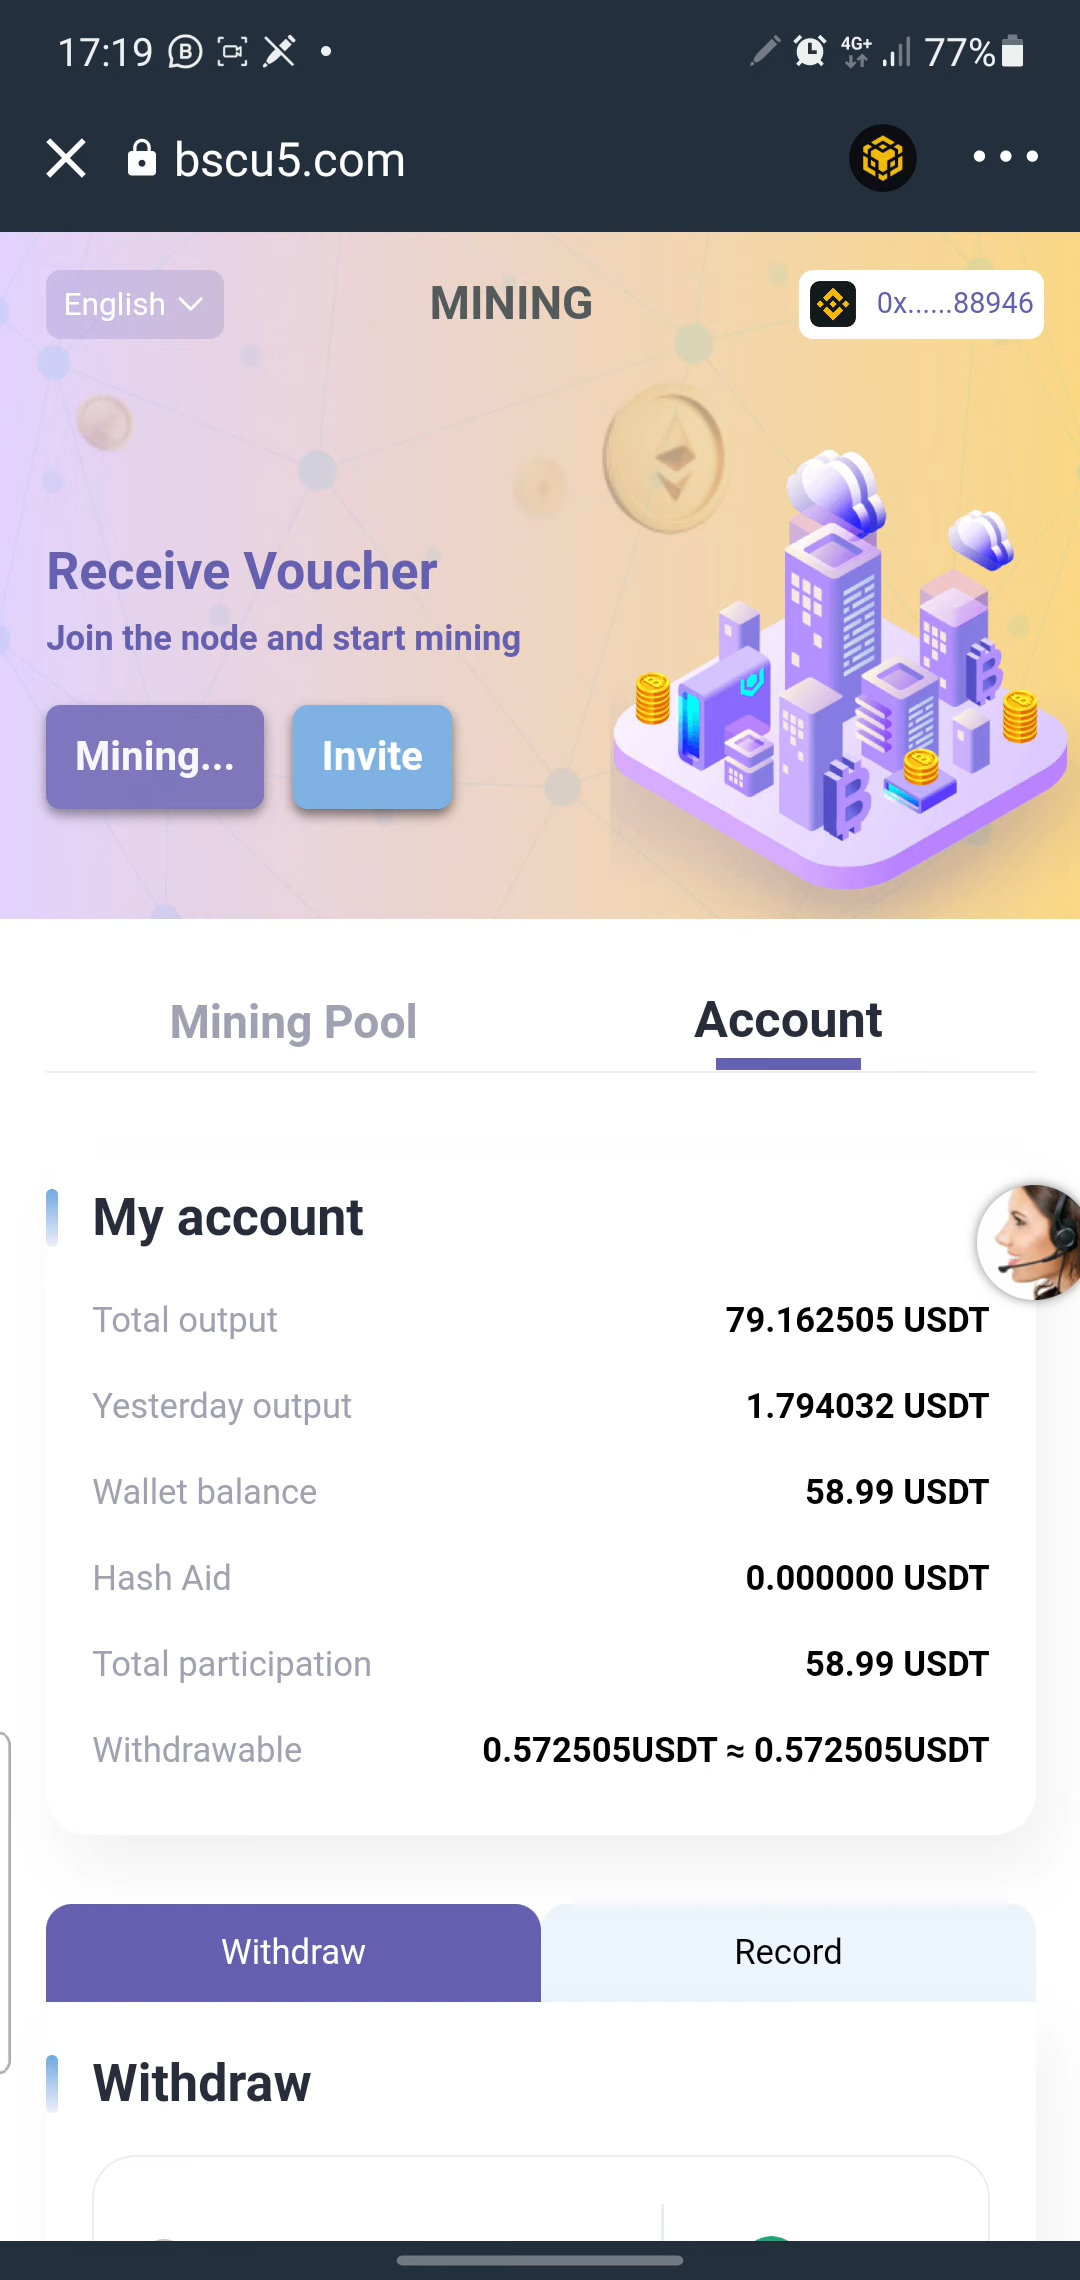 17:19
4G+
77%
bscu5.com
English
MINING
0x......88946
Receive Voucher
Join the node and start mining
Mining...
Invite
Mining Pool
Account
My account
Total output
79.162505 USDT
Yesterday output
1.794032 USDT
Wallet balance
58.99 USDT
Hash Aid
0.000000 USDT
Total participation
58.99 USDT
Withdrawable
0.572505USDT ≈ 0.572505USDT
Withdraw
Record
Withdraw